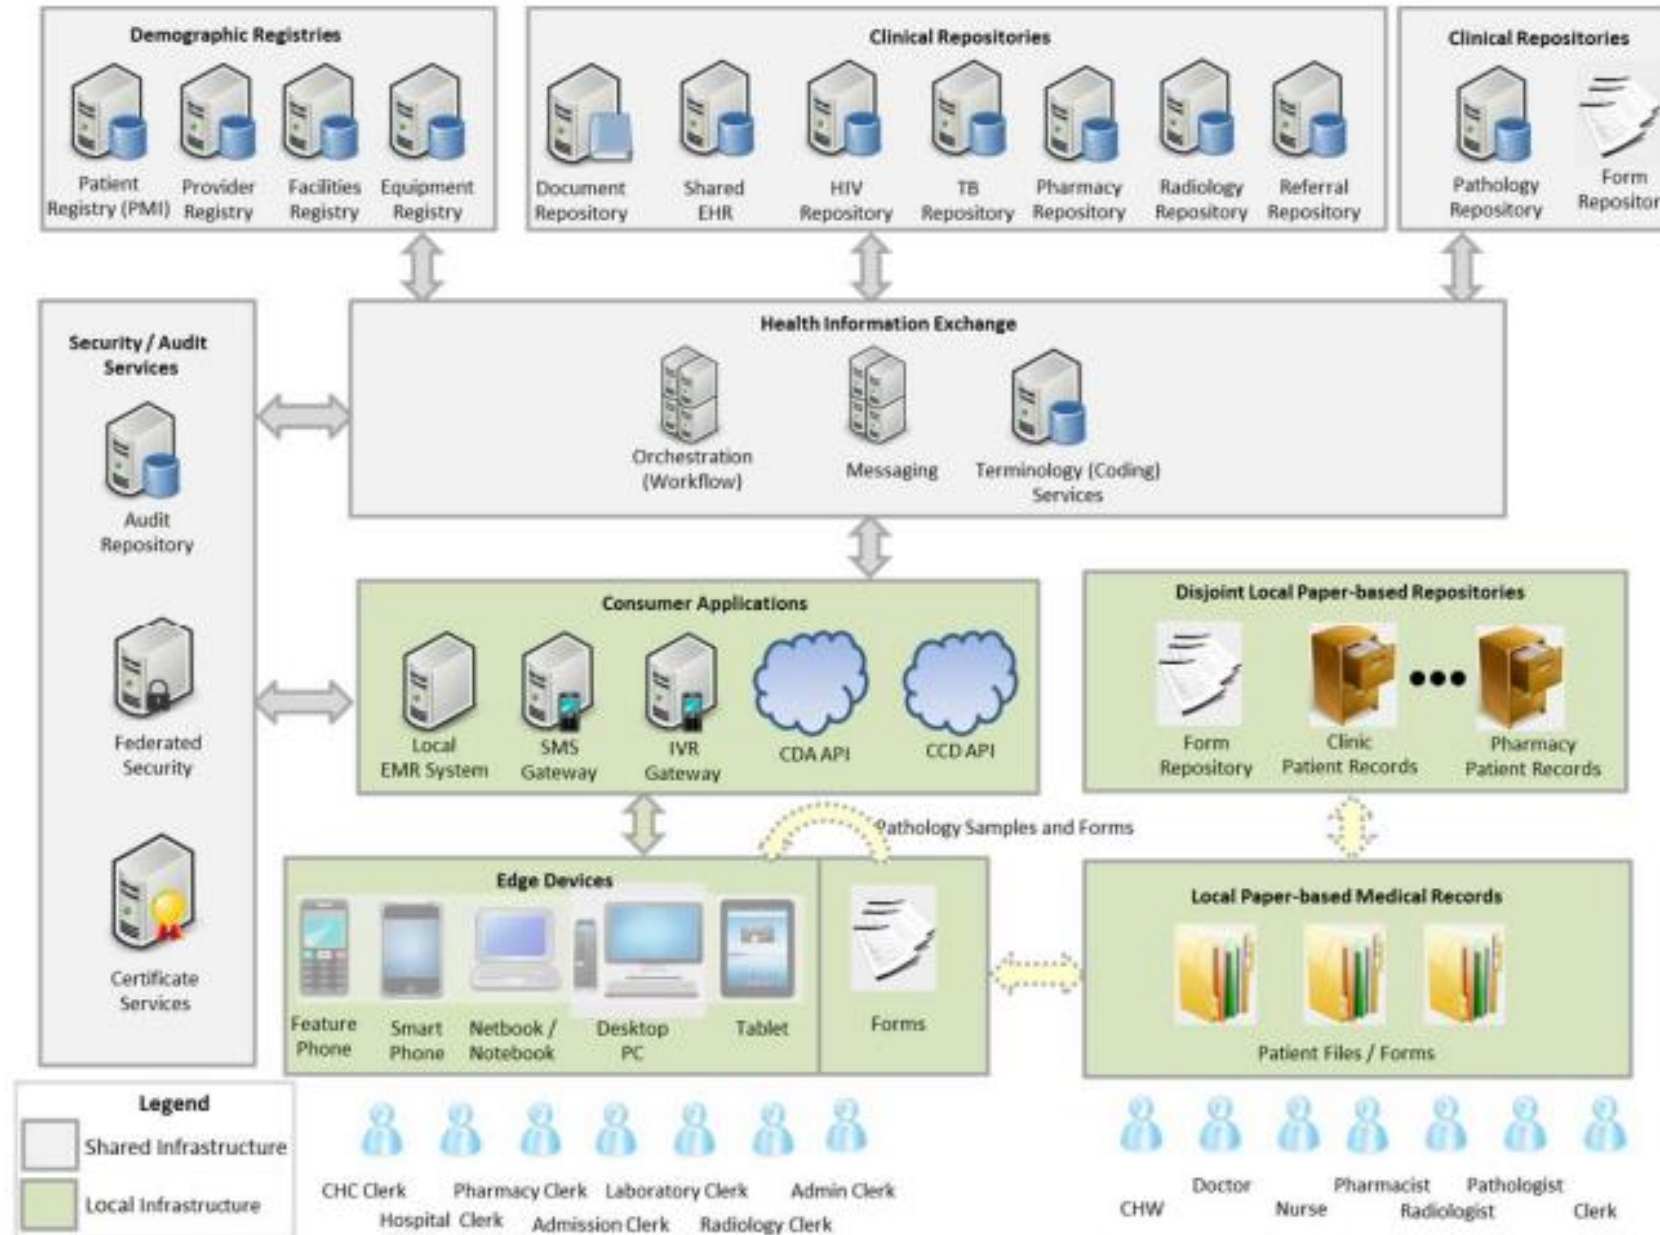 Demographic Registries
Patient
Registry (PMI)
Provider
Registry
Facilities
Registry
Equipment
Registry
Clinical Repositories
Document
Repository
Shared
EHR
HIV
Repository
TB
Repository
Pharmacy
Repository
Radiology
Repository
Referral
Repository
Clinical Repositories
Pathology
Repository
Form
Repositor
Security / Audit
Services
Audit
Repository
Federated
Security
Certificate
Services
Health Information Exchange
Orchestration
(Workflow)
Messaging
Terminology (Coding)
Services
Consumer Applications
Local
EMR System
SMS
Gateway
IVR
Gateway
CDA API
CCD API
Disjoint Local Paper-based Repositories
Form
Repository
Clinic
Patient Records
Pharmacy
Patient Records
Pathology Samples and Forms
Edge Devices
Feature
Phone
Smart
Phone
Netbook /
Notebook
Desktop
PC
Tablet
Forms
Local Paper-based Medical Records
Patient Files / Forms
Legend
Shared Infrastructure
Local Infrastructure
CHC Clerk
Hospital Clerk
Pharmacy Clerk
Admission Clerk
Laboratory Clerk
Radiology Clerk
Admin Clerk
CHW
Doctor
Nurse
Pharmacist
Radiologist
Pathologist
Clerk